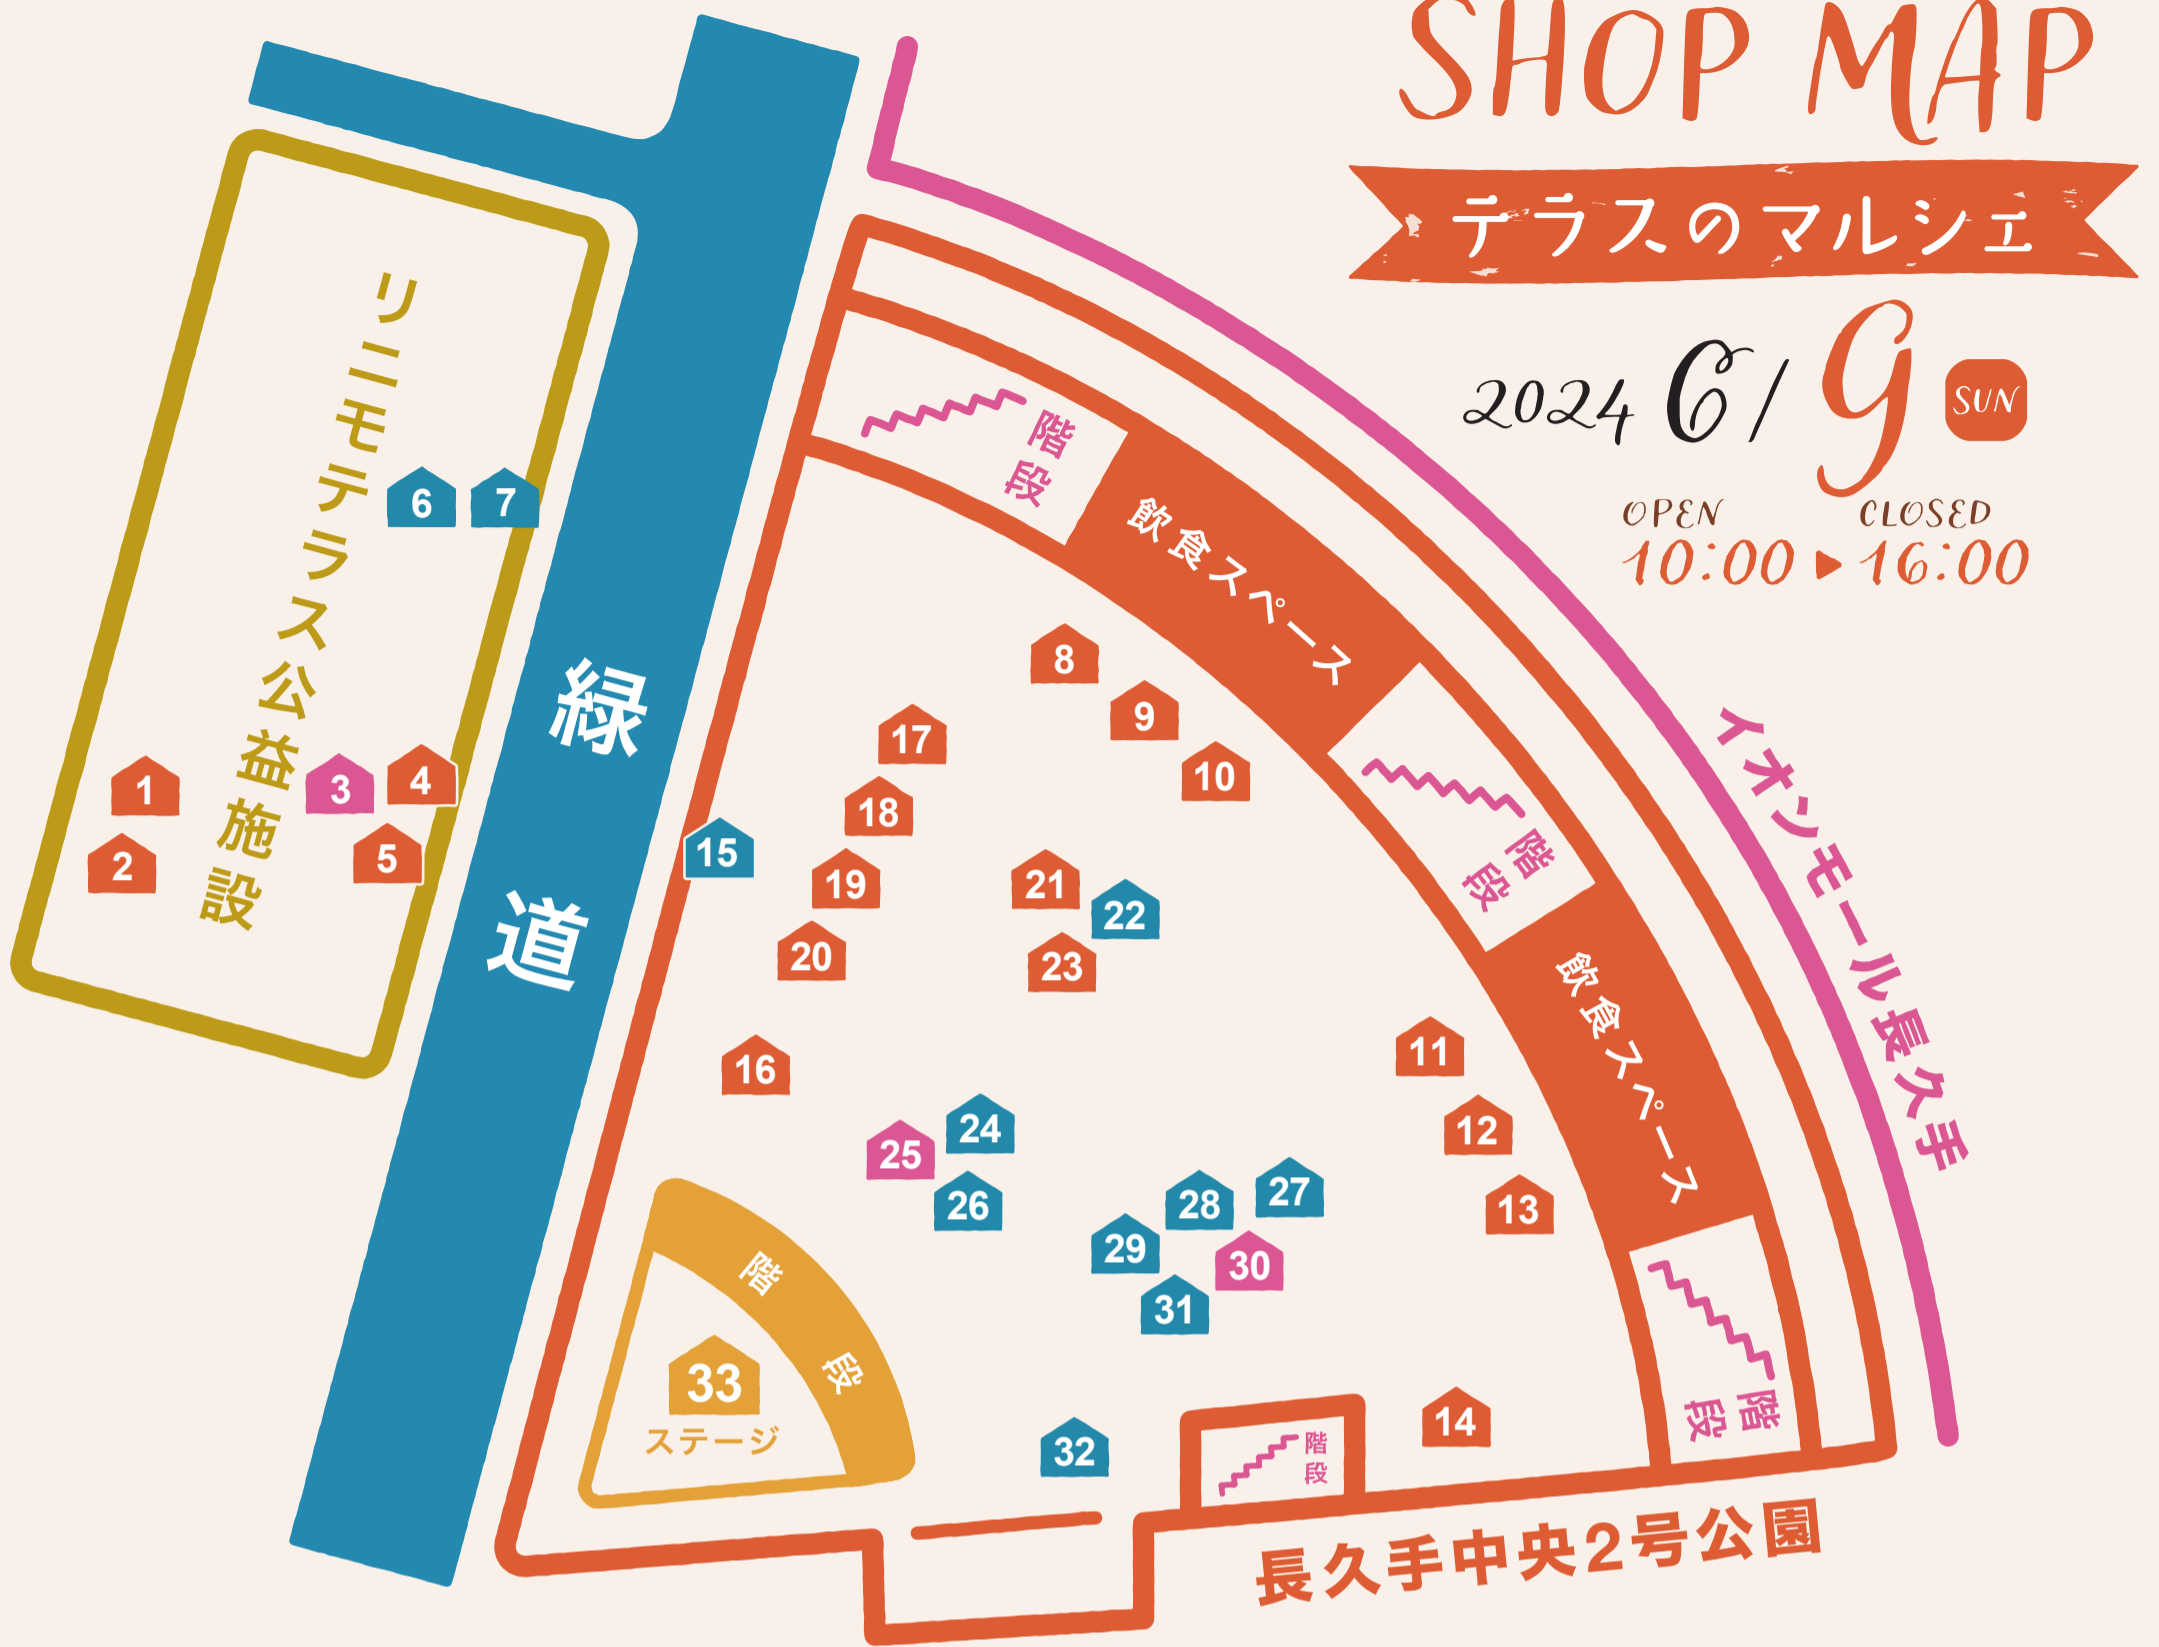 SHOP MAP
テラスのマルシェ
2024 6/9 SUN
OPEN CLOSED
10:00 ▶ 16:00
リニモテラス公益施設
緑道
階段
飲食スペース
階段
飲食スペース
階段
イオンモール長久手
6
7
1
2
3
4
5
8
9
10
17
18
15
19
20
21
22
23
16
11
12
13
24
25
26
27
28
29
30
31
階段
33
ステージ
32
階段
14
長久手中央2号公園